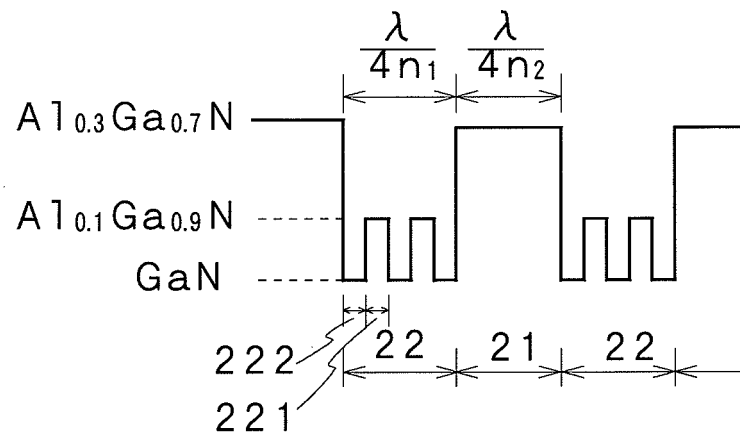 λ/4n₁ λ/4n₂
Al₀.₃Ga₀.₇N
Al₀.₁Ga₀.₉N
GaN
222 22 21 22
221